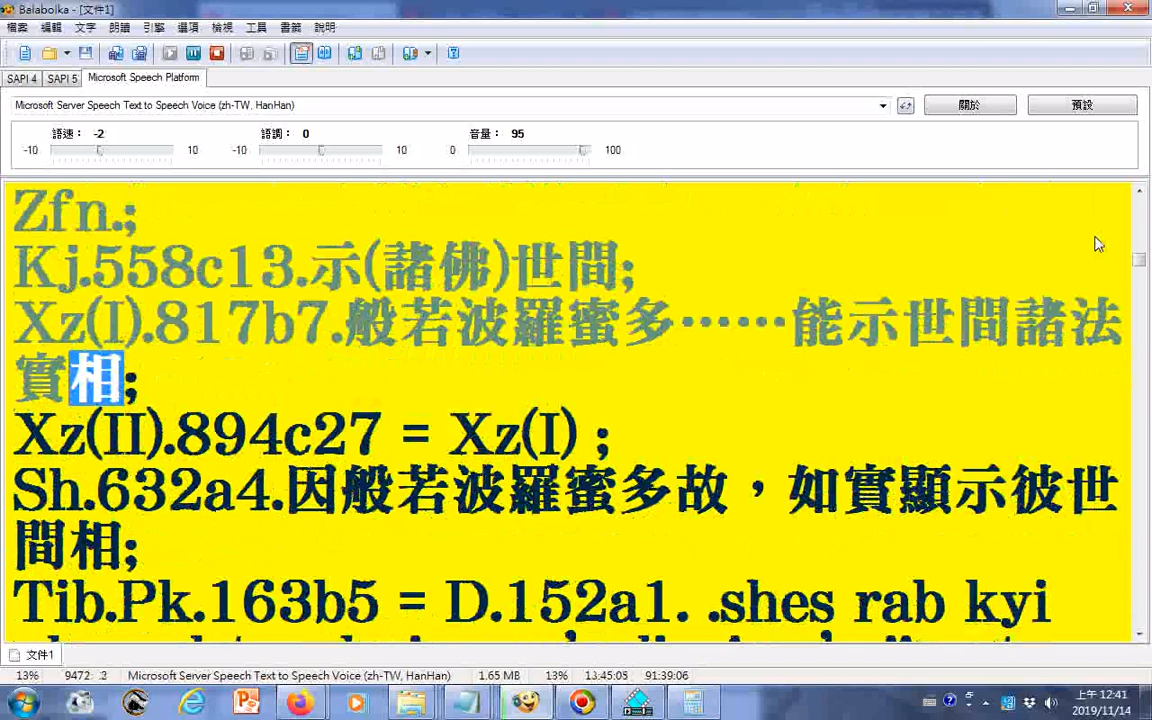 Balabolka - [文件1]
檔案 編輯 文字 朗讀 引擎 選項 檢視 工具 書籤 說明
SAPI 4 SAPI 5 Microsoft Speech Platform
Microsoft Server Speech Text to Speech Voice (zh-TW, HanHan) 關於 預設
語速： -2 語調： 0 音量： 95
-10 10 -10 10 0 100
Zfn.;
Kj.558c13.示(諸佛)世間;
Xz(I).817b7.般若波羅蜜多⋯⋯能示世間諸法
實相;
Xz(II).894c27 = Xz(I) ;
Sh.632a4.因般若波羅蜜多故，如實顯示彼世
間相;
Tib.Pk.163b5 = D.152a1. .shes rab kyi
文件1
13% 9472: 2 Microsoft Server Speech Text to Speech Voice (zh-TW, HanHan) 1.65 MB 13% 13:45:05 91:39:06
上午 12:41
2019/11/14